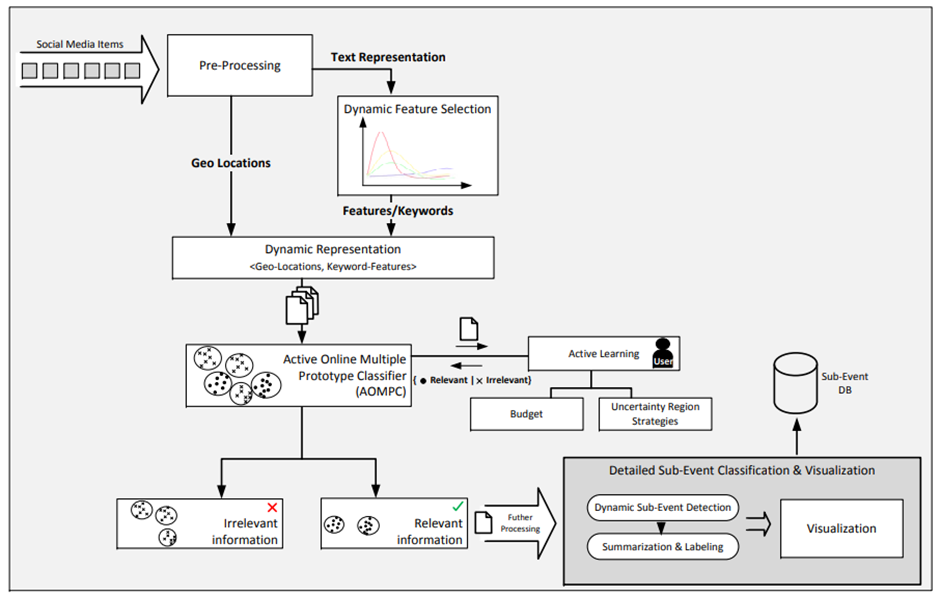 Social Media Items
Pre-Processing
Text Representation
Dynamic Feature Selection
Geo Locations
Features/Keywords
Dynamic Representation
<Geo-Locations, Keyword-Features>
Active Online Multiple
Prototype Classifier
(AOMPC)
{ ● Relevant | × Irrelevant}
Active Learning
User
Budget
Uncertainty Region
Strategies
Sub-Event
DB
Irrelevant
information
Relevant
information
Futher
Processing
Detailed Sub-Event Classification & Visualization
Dynamic Sub-Event Detection
Summarization & Labeling
Visualization